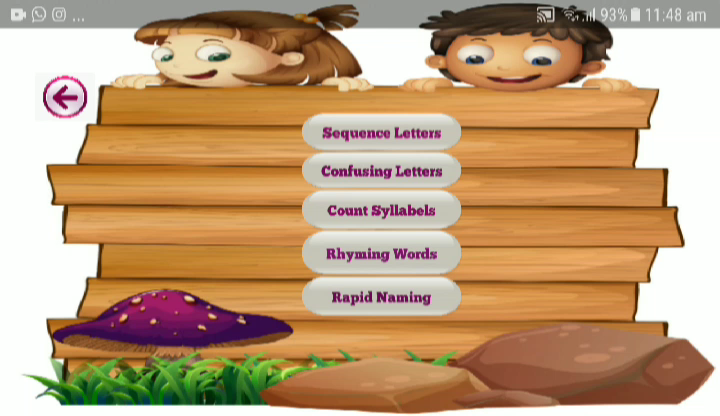 ... 93% 11:48 am
Sequence Letters
Confusing Letters
Count Syllabels
Rhyming Words
Rapid Naming